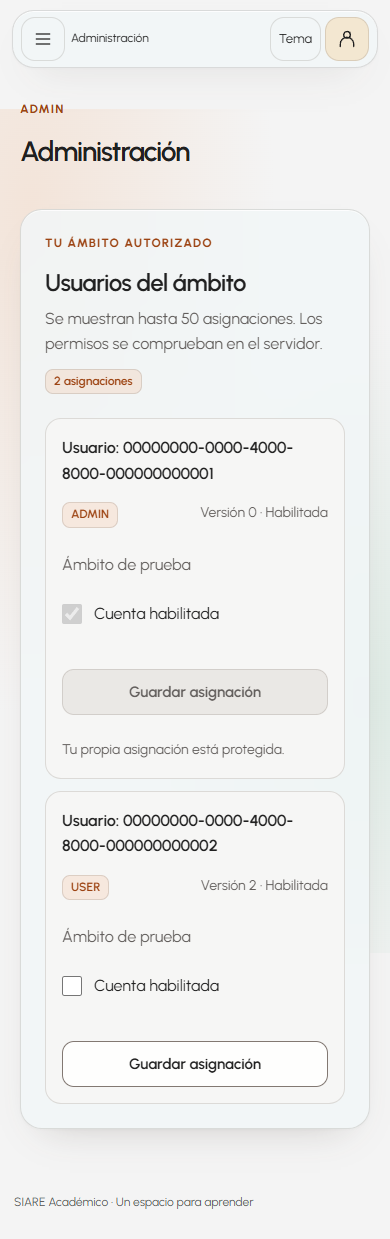 Administración
Tema
ADMIN
Administración
TU ÁMBITO AUTORIZADO
Usuarios del ámbito
Se muestran hasta 50 asignaciones. Los
permisos se comprueban en el servidor.
2 asignaciones
Usuario: 00000000-0000-4000-
8000-000000000001
ADMIN
Versión 0 · Habilitada
Ámbito de prueba
Cuenta habilitada
Guardar asignación
Tu propia asignación está protegida.
Usuario: 00000000-0000-4000-
8000-000000000002
USER
Versión 2 · Habilitada
Ámbito de prueba
Cuenta habilitada
Guardar asignación
SIARE Académico · Un espacio para aprender